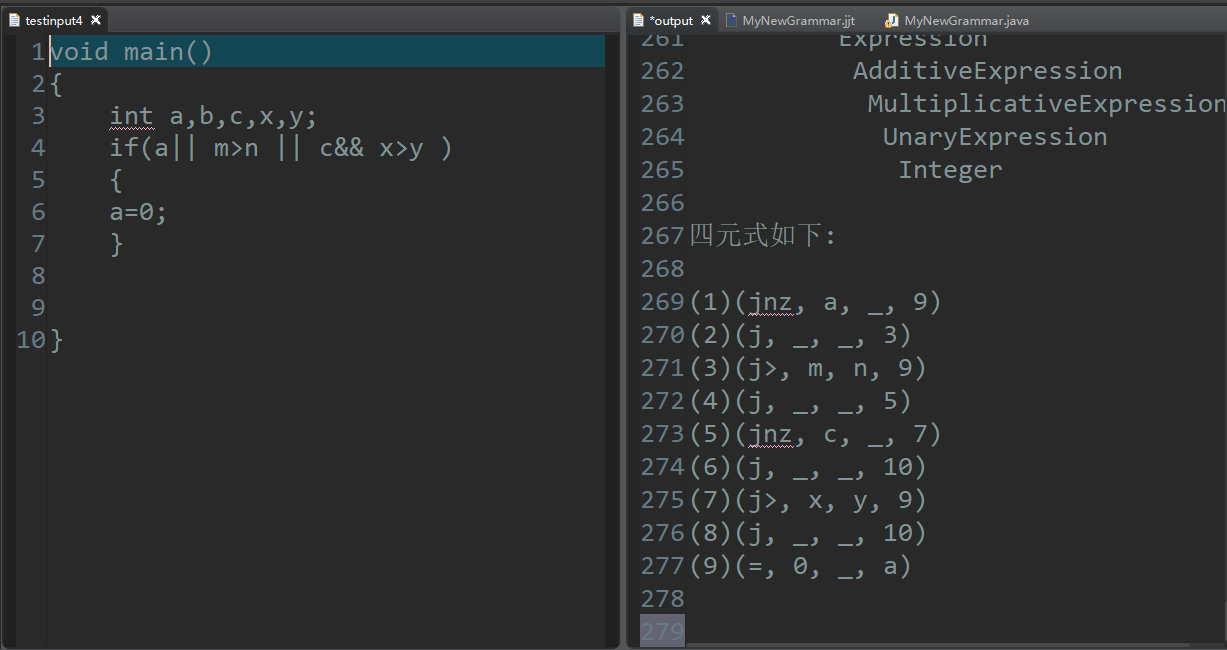 testinput4
1 void main()
2 {
3 int a,b,c,x,y;
4 if(a|| m>n || c&& x>y )
5 {
6 a=0;
7 }
8
9
10 }
*output MyNewGrammar.jjt MyNewGrammar.java
261 Expression
262 AdditiveExpression
263 MultiplicativeExpression
264 UnaryExpression
265 Integer
266
267 四元式如下:
268
269 (1)(jnz, a, _, 9)
270 (2)(j, _, _, 3)
271 (3)(j>, m, n, 9)
272 (4)(j, _, _, 5)
273 (5)(jnz, c, _, 7)
274 (6)(j, _, _, 10)
275 (7)(j>, x, y, 9)
276 (8)(j, _, _, 10)
277 (9)(=, 0, _, a)
278
279